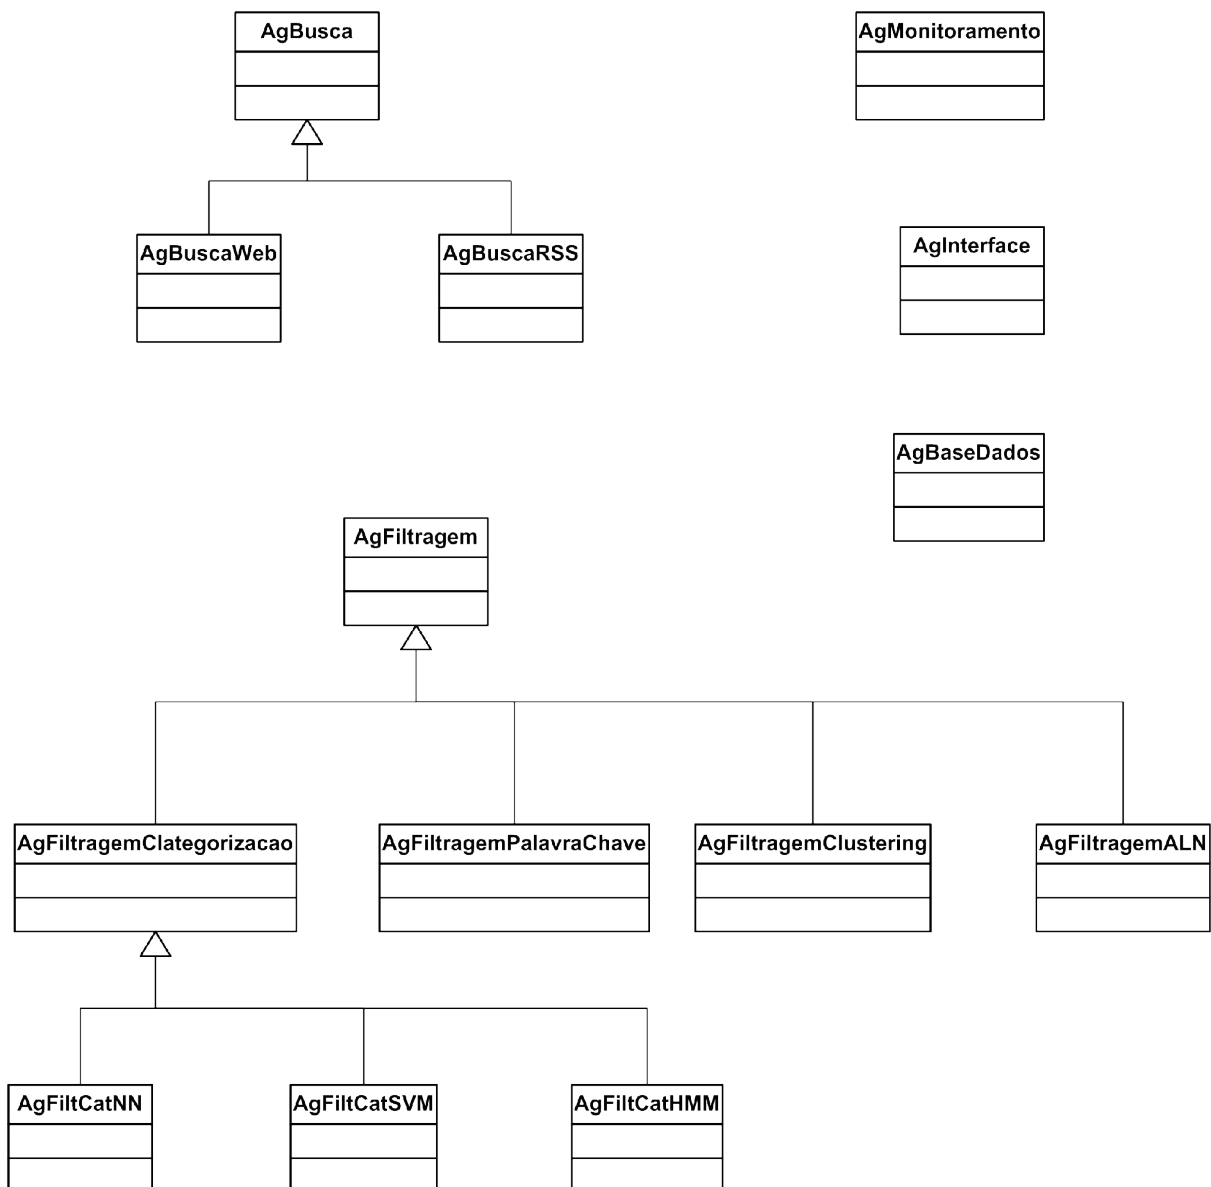 AgBusca
AgMonitoramento
AgBuscaWeb
AgBuscaRSS
AgInterface
AgBaseDados
AgFiltragem
AgFiltragemClategorizacao
AgFiltragemPalavraChave
AgFiltragemClustering
AgFiltragemALN
AgFiltCatNN
AgFiltCatSVM
AgFiltCatHMM